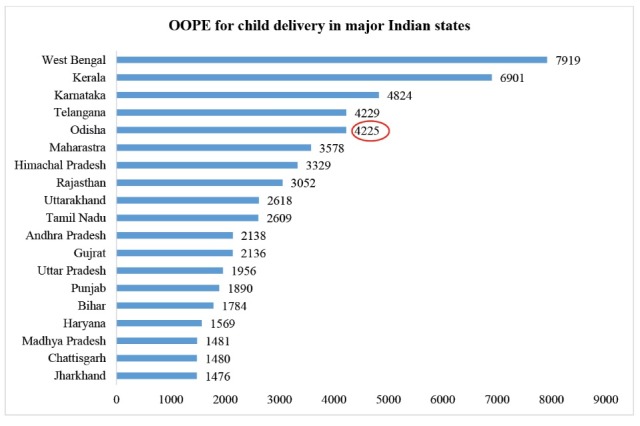 OOPE for child delivery in major Indian states
West Bengal 7919
Kerala 6901
Karnataka 4824
Telangana 4229
Odisha 4225
Maharastra 3578
Himachal Pradesh 3329
Rajasthan 3052
Uttarakhand 2618
Tamil Nadu 2609
Andhra Pradesh 2138
Gujrat 2136
Uttar Pradesh 1956
Punjab 1890
Bihar 1784
Haryana 1569
Madhya Pradesh 1481
Chattisgarh 1480
Jharkhand 1476
0 1000 2000 3000 4000 5000 6000 7000 8000 9000